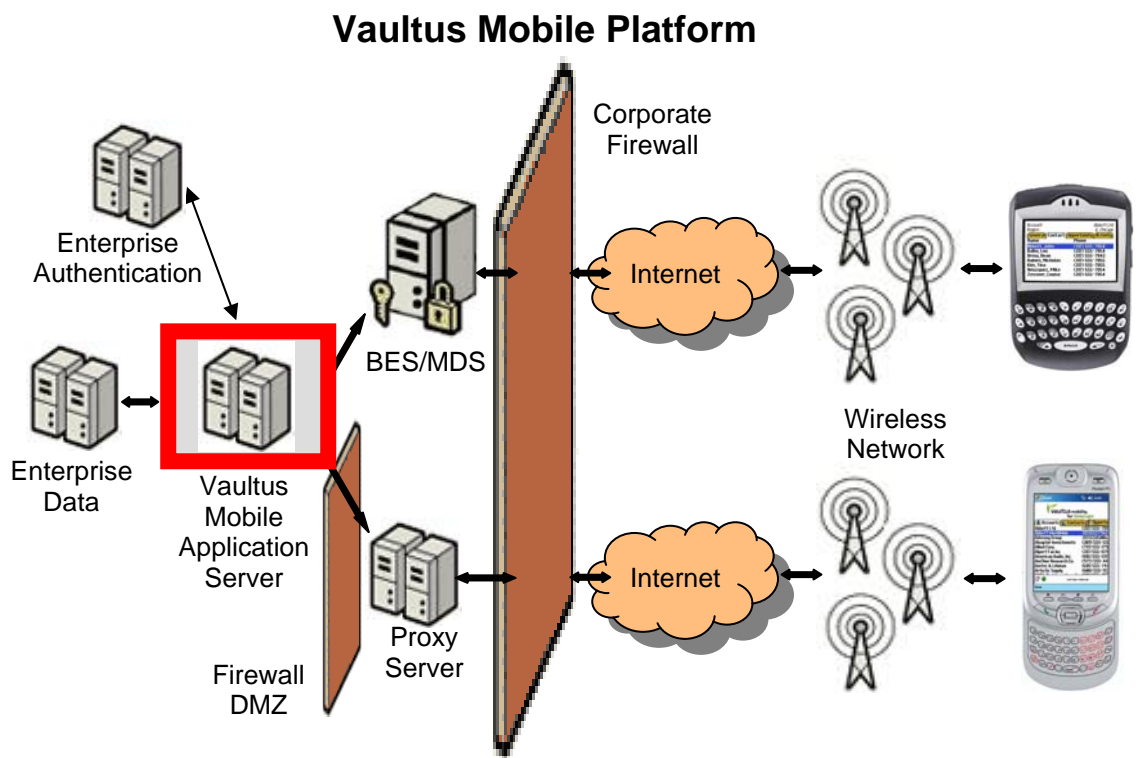 Vaultus Mobile Platform
Corporate
Firewall
Enterprise
Authentication
Internet
BES/MDS
Enterprise
Data
Vaultus
Mobile
Application
Server
Wireless
Network
Internet
Proxy
Server
Firewall
DMZ